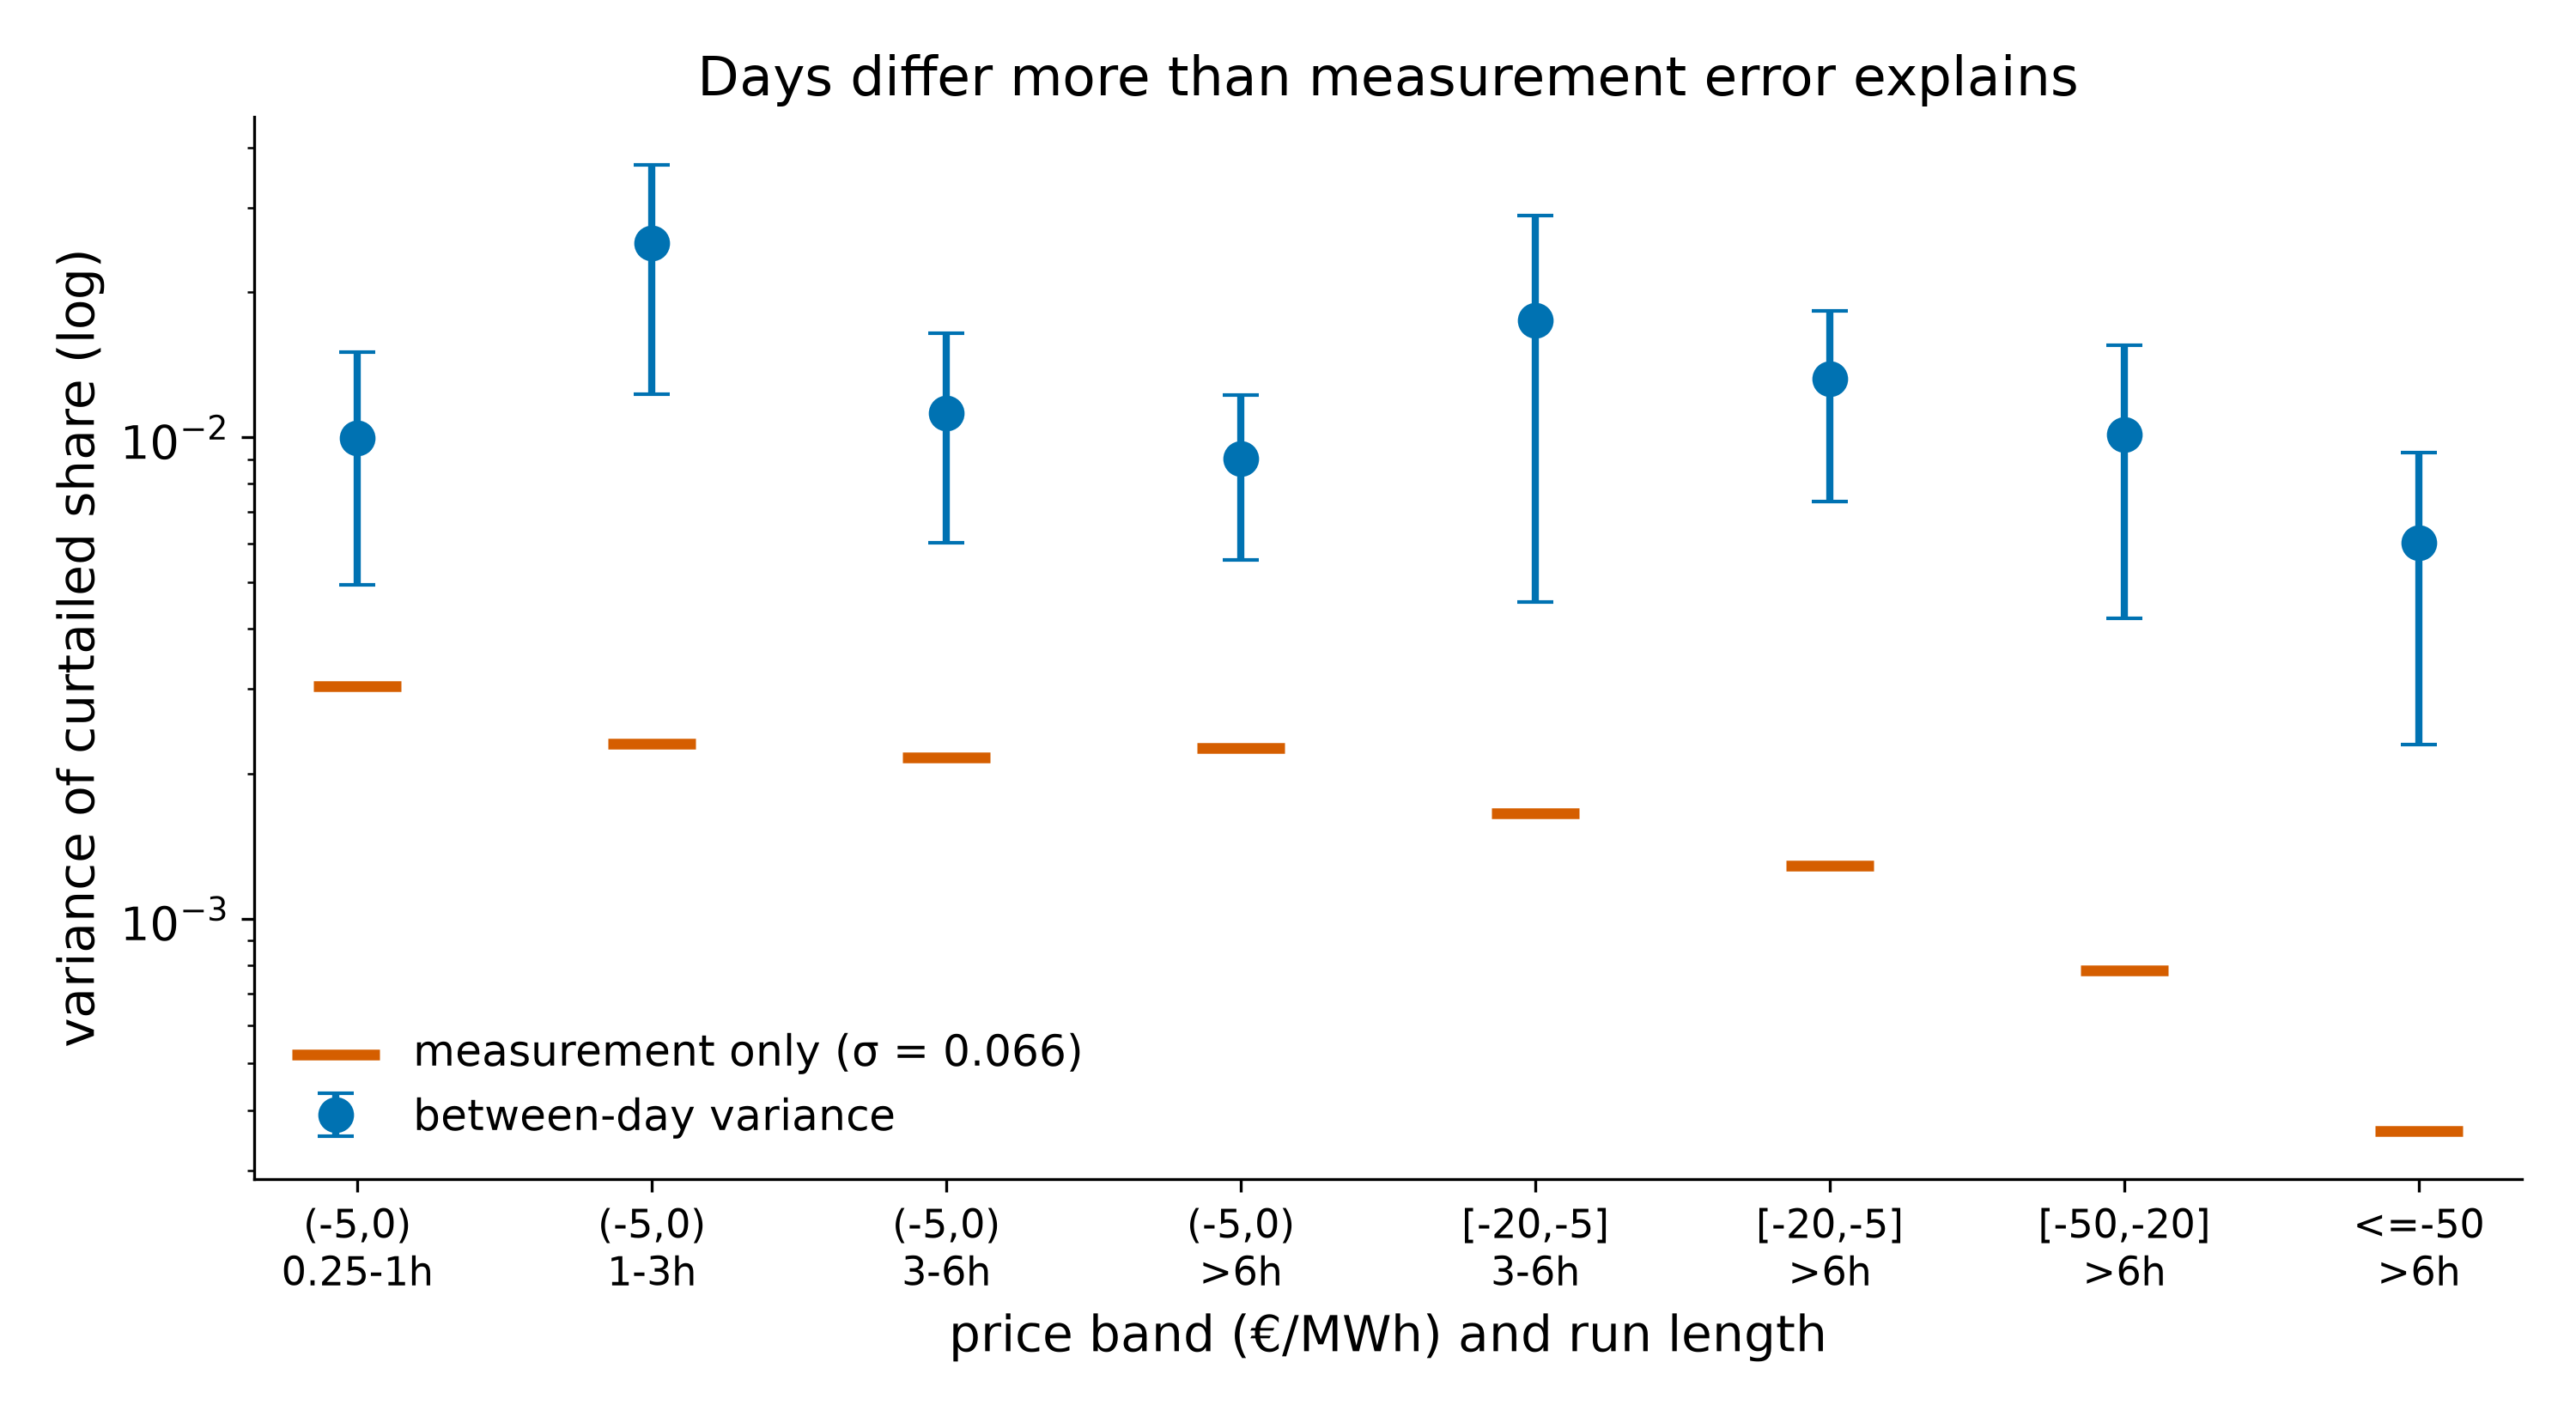 Days differ more than measurement error explains
variance of curtailed share (log)
10⁻²
10⁻³
measurement only (σ = 0.066)
between-day variance
(-5,0) (-5,0) (-5,0) (-5,0) [-20,-5] [-20,-5] [-50,-20] <=-50
0.25-1h 1-3h 3-6h >6h 3-6h >6h >6h >6h
price band (€/MWh) and run length